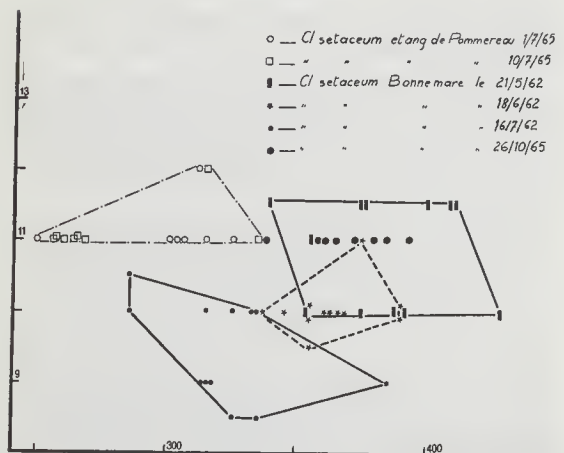 Cl setaceum etang de Pommereau 1/7/65
" " " " 10/7/65
Cl setaceum Bonnemare le 21/5/62
" " " " 18/6/62
" " " " 16/7/62
" " " " 26/10/65
13
11
9
300
400